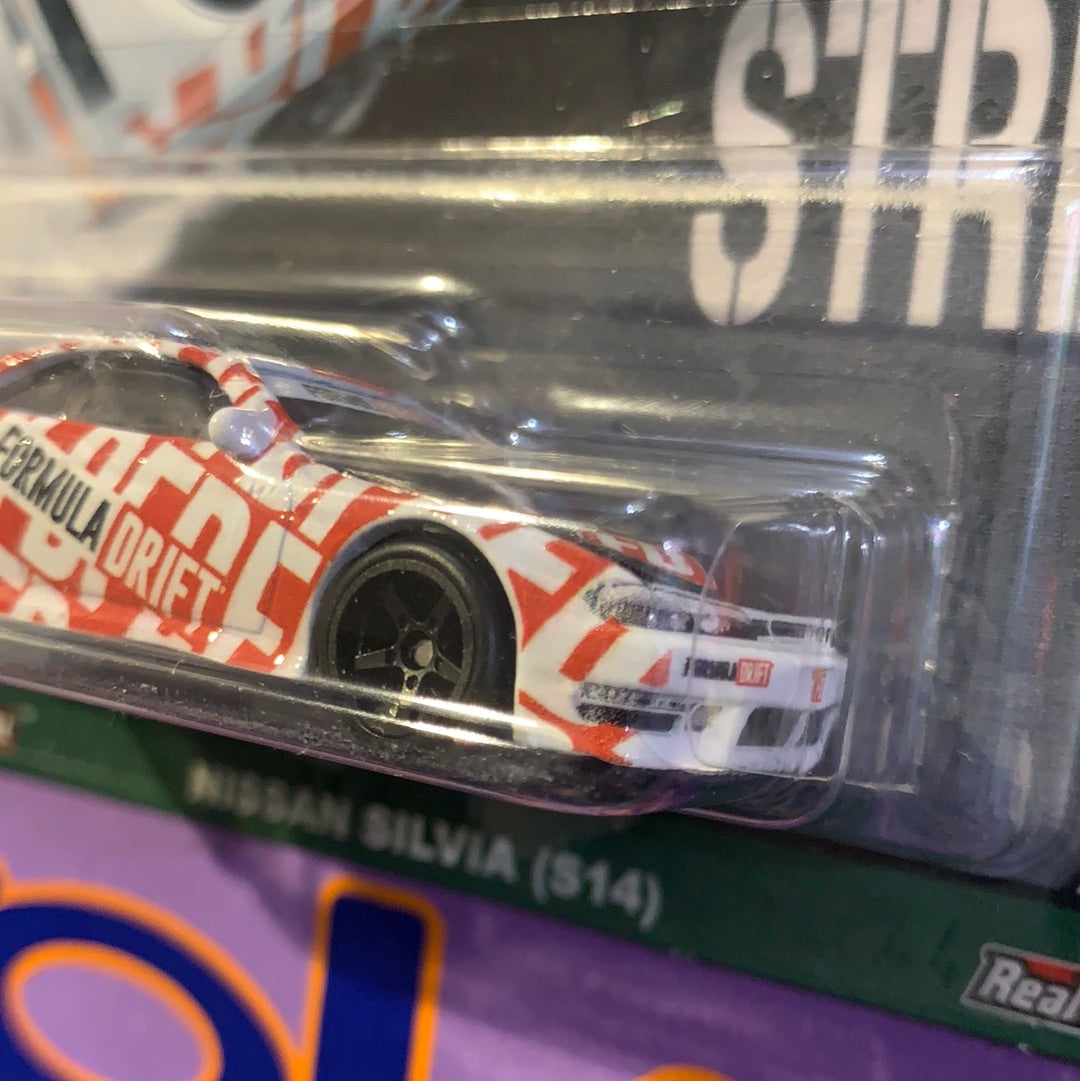 STR
FORMULA
DRIFT
FORMULA DRIFT
NISSAN SILVIA (S14)
Real